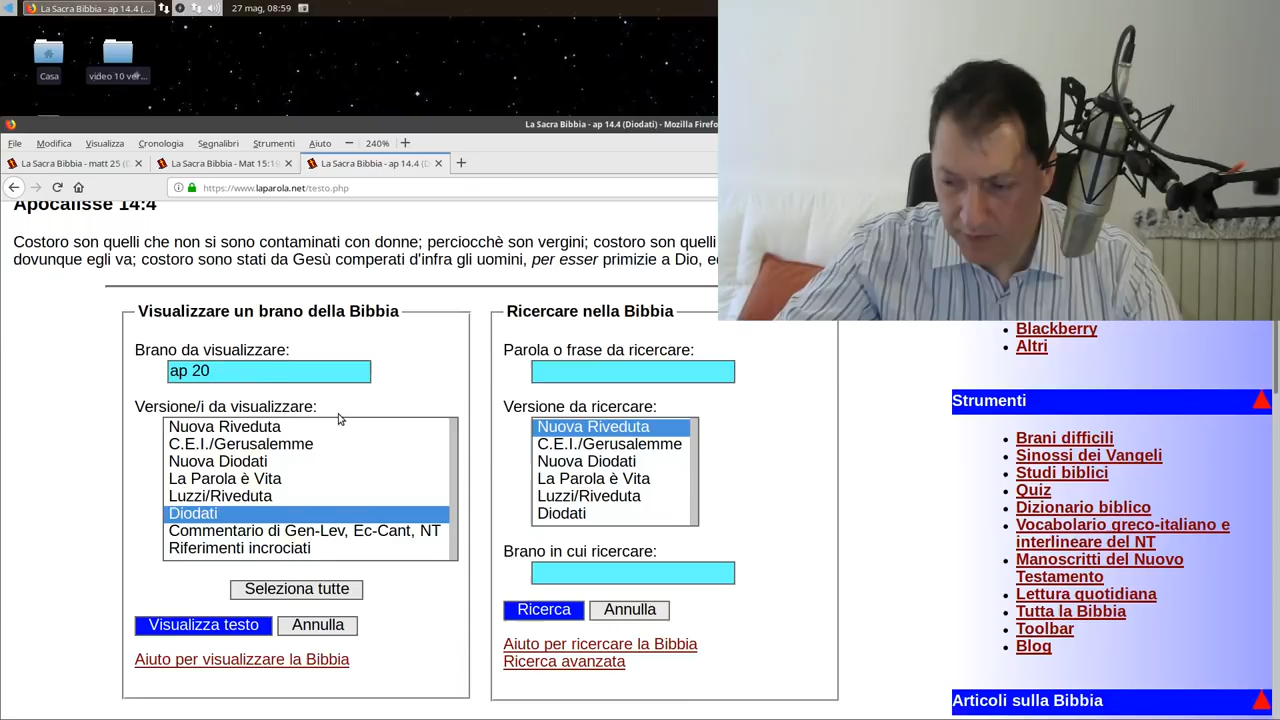 La Sacra Bibbia - ap 14.4 (...
27 mag, 08:59
Casa
video 10 ver...
La Sacra Bibbia - ap 14.4 (Diodati) - Mozilla Firefo
File Modifica Visualizza Cronologia Segnalibri Strumenti Aiuto 240%
La Sacra Bibbia - matt 25 (D
La Sacra Bibbia - Mat 15:19
La Sacra Bibbia - ap 14.4 (D
https://www.laparola.net/testo.php
Apocalisse 14:4
Costoro son quelli che non si sono contaminati con donne; perciocchè son vergini; costoro son quelli
dovunque egli va; costoro sono stati da Gesù comperati d'infra gli uomini, per esser primizie a Dio, ed
Visualizzare un brano della Bibbia
Brano da visualizzare:
ap 20
Versione/i da visualizzare:
Nuova Riveduta
C.E.I./Gerusalemme
Nuova Diodati
La Parola è Vita
Luzzi/Riveduta
Diodati
Commentario di Gen-Lev, Ec-Cant, NT
Riferimenti incrociati
Seleziona tutte
Visualizza testo
Annulla
Aiuto per visualizzare la Bibbia
Ricercare nella Bibbia
Parola o frase da ricercare:
Versione da ricercare:
Nuova Riveduta
C.E.I./Gerusalemme
Nuova Diodati
La Parola è Vita
Luzzi/Riveduta
Diodati
Brano in cui ricercare:
Ricerca
Annulla
Aiuto per ricercare la Bibbia
Ricerca avanzata
Blackberry
Altri
Strumenti
Brani difficili
Sinossi dei Vangeli
Studi biblici
Quiz
Dizionario biblico
Vocabolario greco-italiano e
interlineare del NT
Manoscritti del Nuovo
Testamento
Lettura quotidiana
Tutta la Bibbia
Toolbar
Blog
Articoli sulla Bibbia